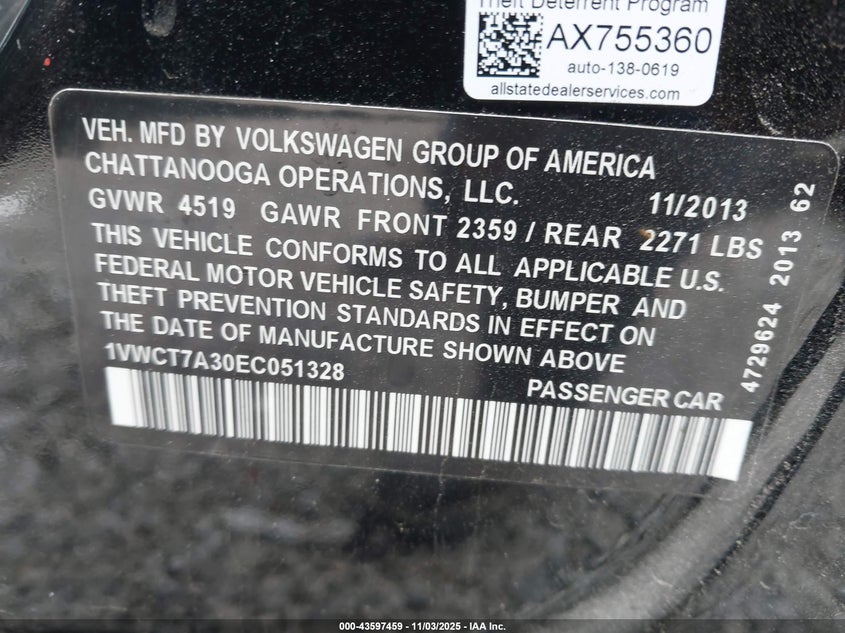 Theft Deterrent Program
AX755360
auto-138-0619
allstatedealerservices.com
VEH. MFD BY VOLKSWAGEN GROUP OF AMERICA
CHATTANOOGA OPERATIONS, LLC. 11/2013
GVWR 4519 GAWR FRONT 2359 / REAR 2271 LBS
THIS VEHICLE CONFORMS TO ALL APPLICABLE U.S.
FEDERAL MOTOR VEHICLE SAFETY, BUMPER AND
THEFT PREVENTION STANDARDS IN EFFECT ON
THE DATE OF MANUFACTURE SHOWN ABOVE
1VWCT7A30EC051328
PASSENGER CAR
4729624 2013 62
000-43597459 - 11/03/2025 - IAA Inc.